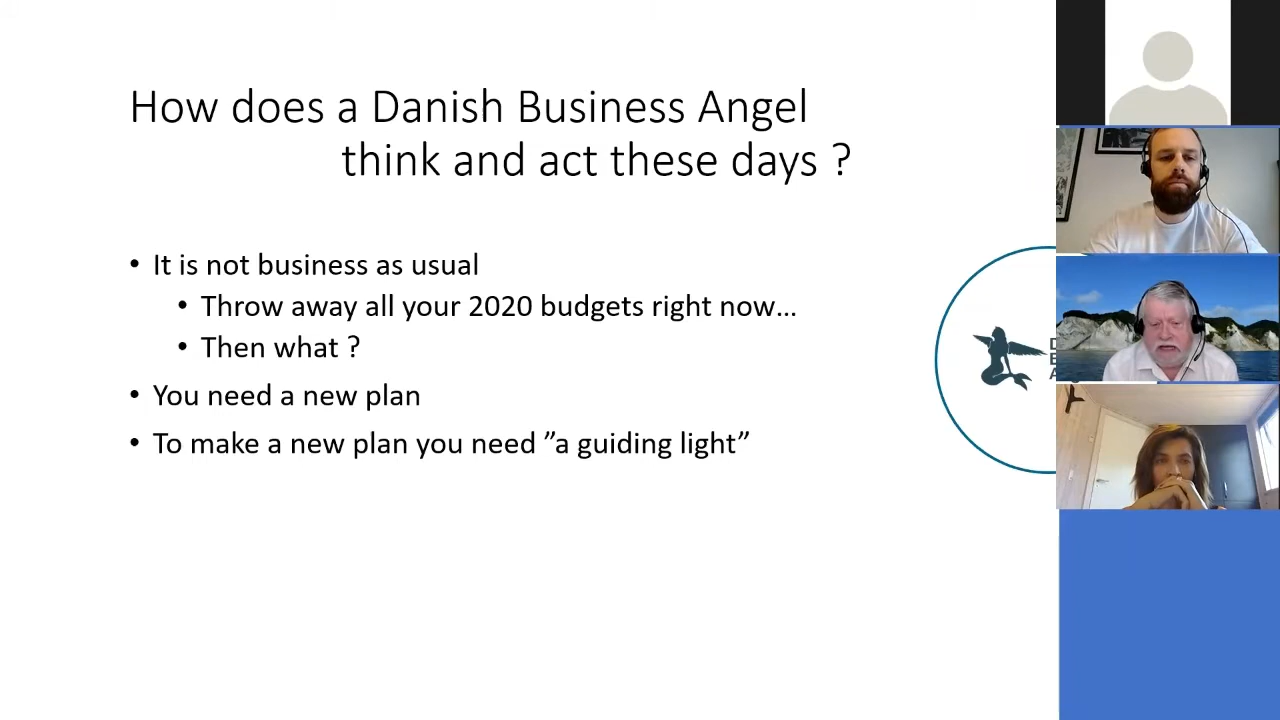 How does a Danish Business Angel
think and act these days ?
• It is not business as usual
• Throw away all your 2020 budgets right now...
• Then what ?
• You need a new plan
• To make a new plan you need ”a guiding light”